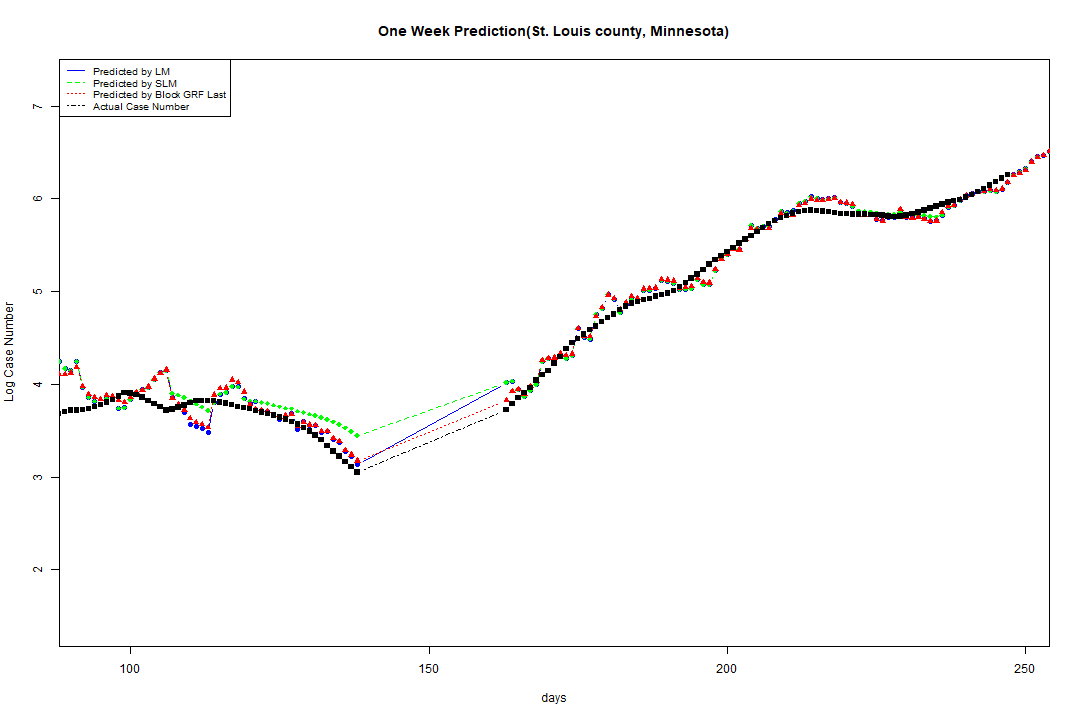 One Week Prediction(St. Louis county, Minnesota)
Predicted by LM
Predicted by SLM
Predicted by Block GRF Last
Actual Case Number
7
6
5
4
3
2
Log Case Number
100
150
200
250
days